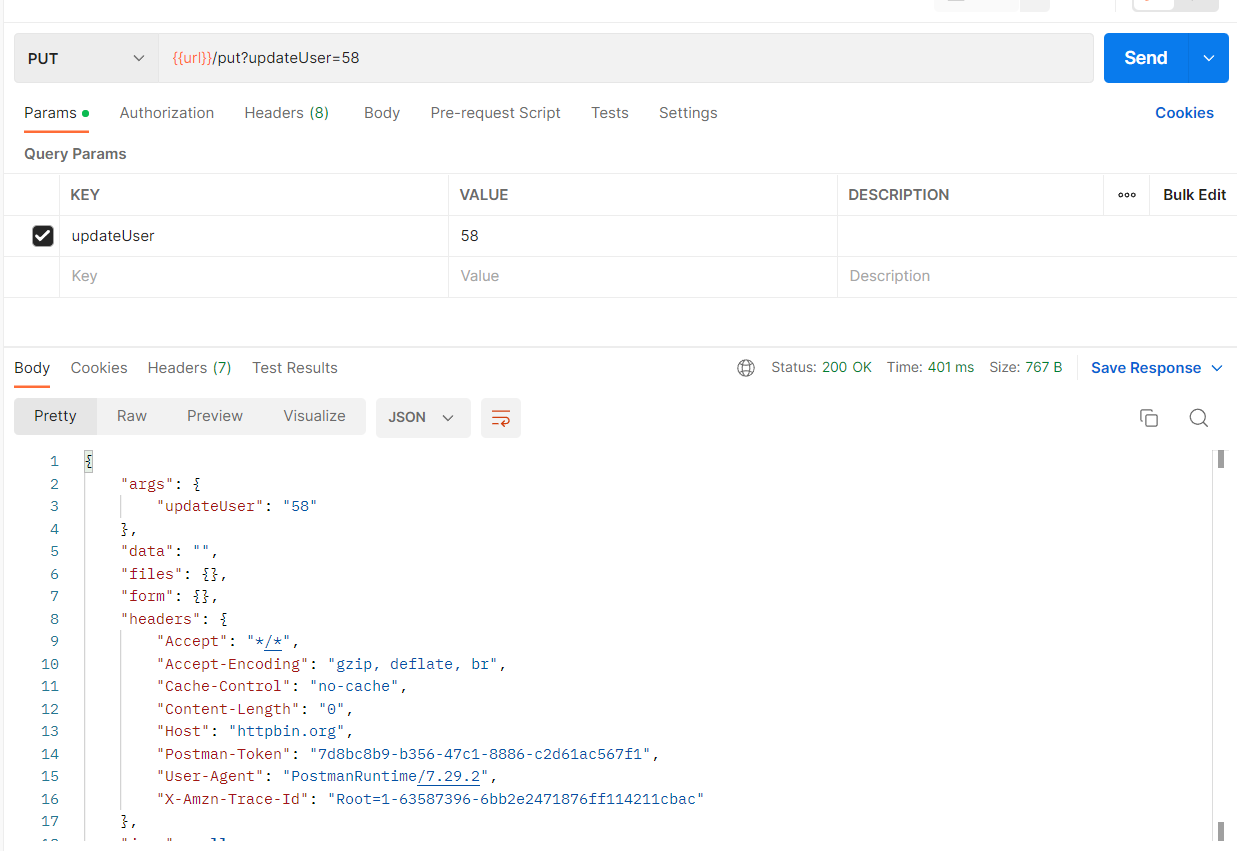 PUT {{url}}/put?updateUser=58 Send
Params Authorization Headers (8) Body Pre-request Script Tests Settings Cookies
Query Params
KEY VALUE DESCRIPTION ooo Bulk Edit
updateUser 58
Key Value Description
Body Cookies Headers (7) Test Results Status: 200 OK Time: 401 ms Size: 767 B Save Response
Pretty Raw Preview Visualize JSON
1 {
2 "args": {
3 "updateUser": "58"
4 },
5 "data": "",
6 "files": {},
7 "form": {},
8 "headers": {
9 "Accept": "*/*",
10 "Accept-Encoding": "gzip, deflate, br",
11 "Cache-Control": "no-cache",
12 "Content-Length": "0",
13 "Host": "httpbin.org",
14 "Postman-Token": "7d8bc8b9-b356-47c1-8886-c2d61ac567f1",
15 "User-Agent": "PostmanRuntime/7.29.2",
16 "X-Amzn-Trace-Id": "Root=1-63587396-6bb2e2471876ff114211cbac"
17 },